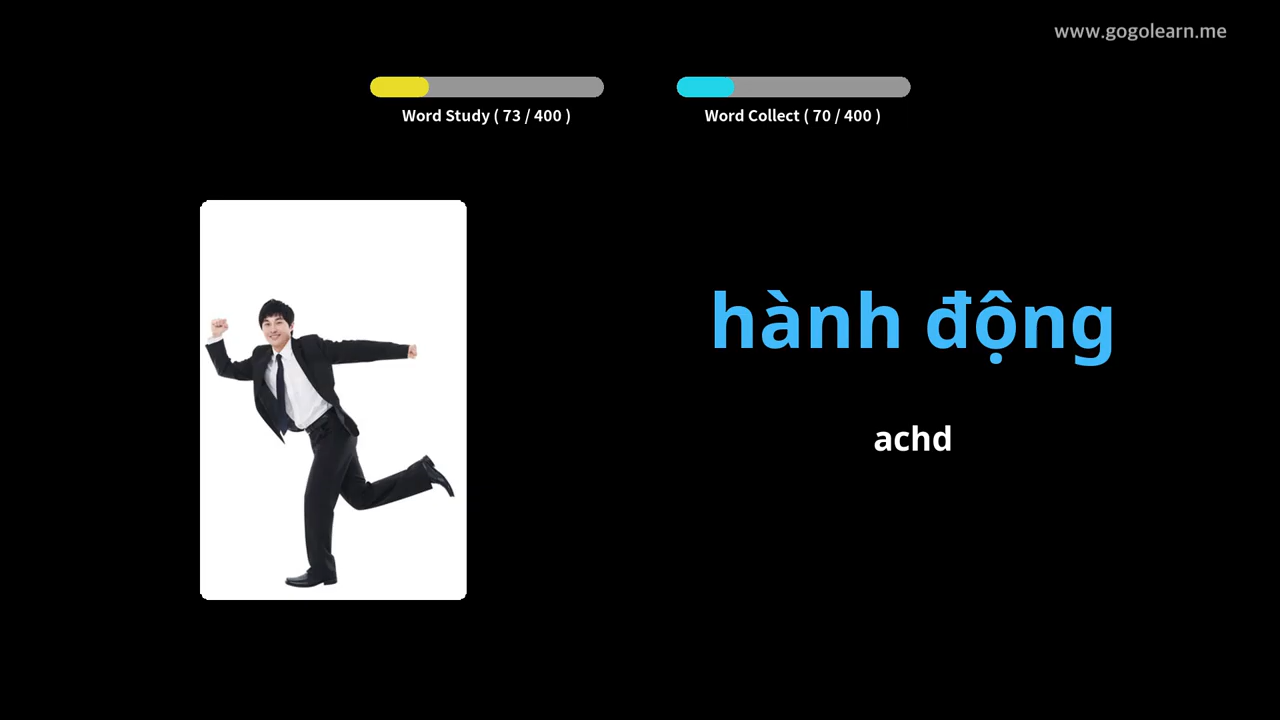 www.gogolearn.me
Word Study ( 73 / 400 )
Word Collect ( 70 / 400 )
hành động
achd